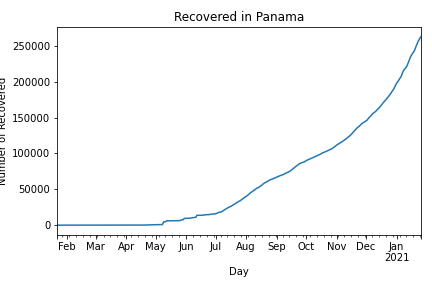 Recovered in Panama
Number of Recovered
250000
200000
150000
100000
50000
0
Feb Mar Apr May Jun Jul Aug Sep Oct Nov Dec Jan
2021
Day